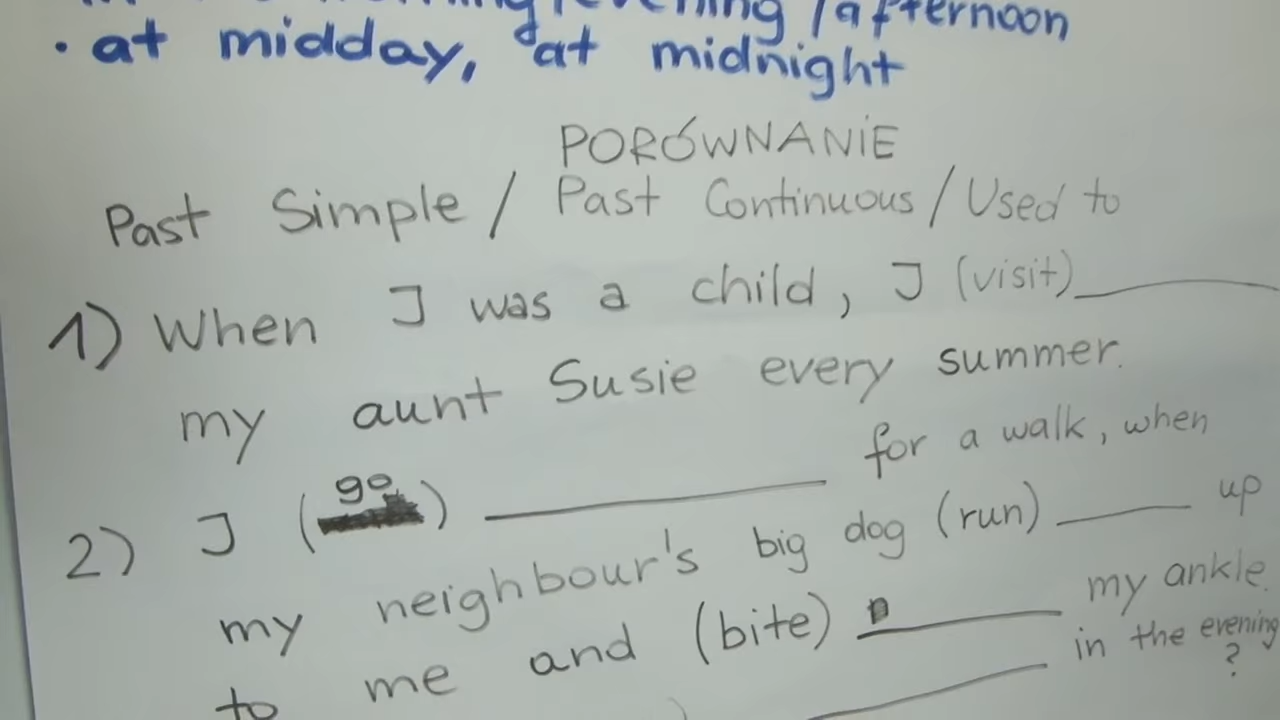 evening /afternoon
• at midday, at midnight
PORÓWNANIE
Past Simple / Past Continuous / Used to
1) When I was a child, I (visit)
my aunt Susie every summer.
2) I (go) for a walk, when
my neighbour's big dog (run) up
to me and (bite) my ankle.
in the evening
?